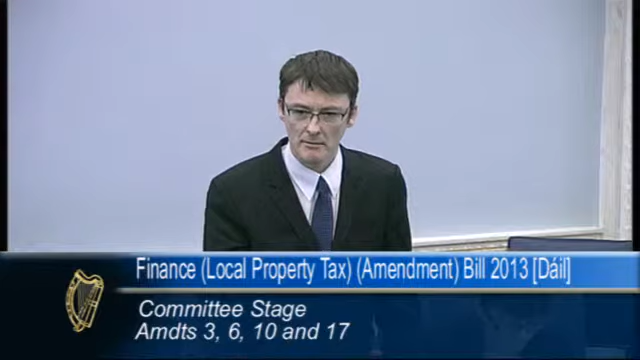 Finance (Local Property Tax) (Amendment) Bill 2013 [Dáil]
Committee Stage
Amdts 3, 6, 10 and 17